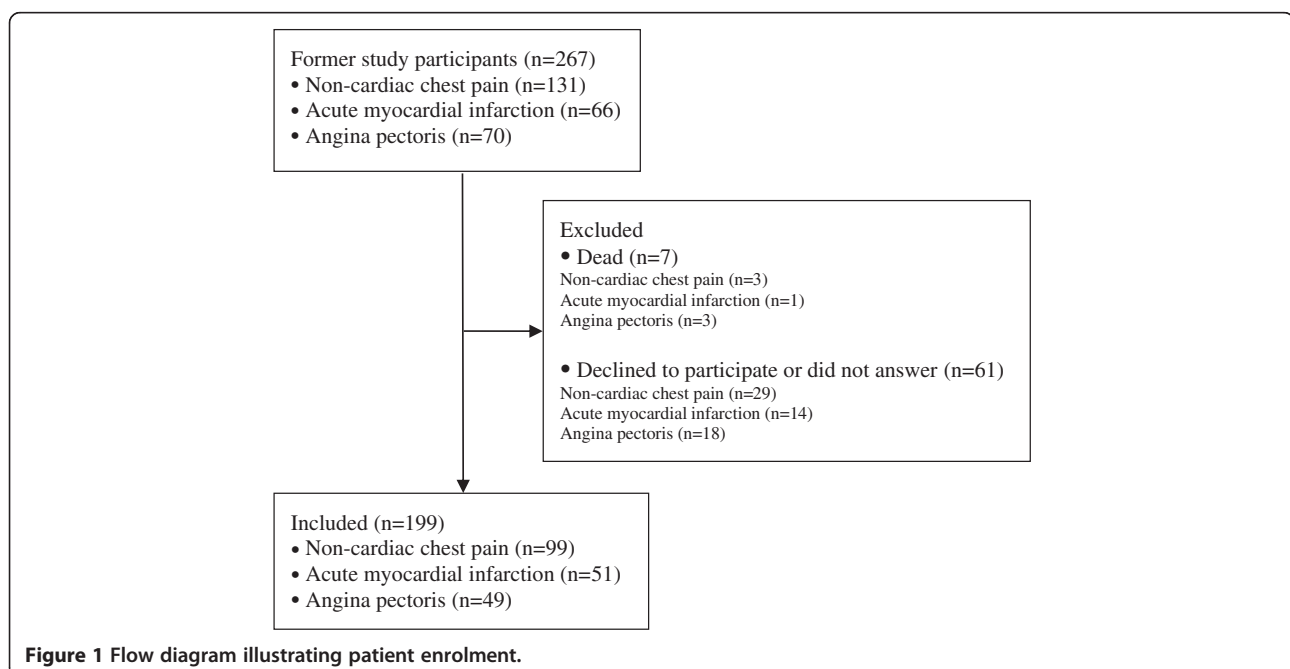 Former study participants (n=267)
• Non-cardiac chest pain (n=131)
• Acute myocardial infarction (n=66)
• Angina pectoris (n=70)
Excluded
• Dead (n=7)
Non-cardiac chest pain (n=3)
Acute myocardial infarction (n=1)
Angina pectoris (n=3)
• Declined to participate or did not answer (n=61)
Non-cardiac chest pain (n=29)
Acute myocardial infarction (n=14)
Angina pectoris (n=18)
Included (n=199)
• Non-cardiac chest pain (n=99)
• Acute myocardial infarction (n=51)
• Angina pectoris (n=49)
Figure 1 Flow diagram illustrating patient enrolment.